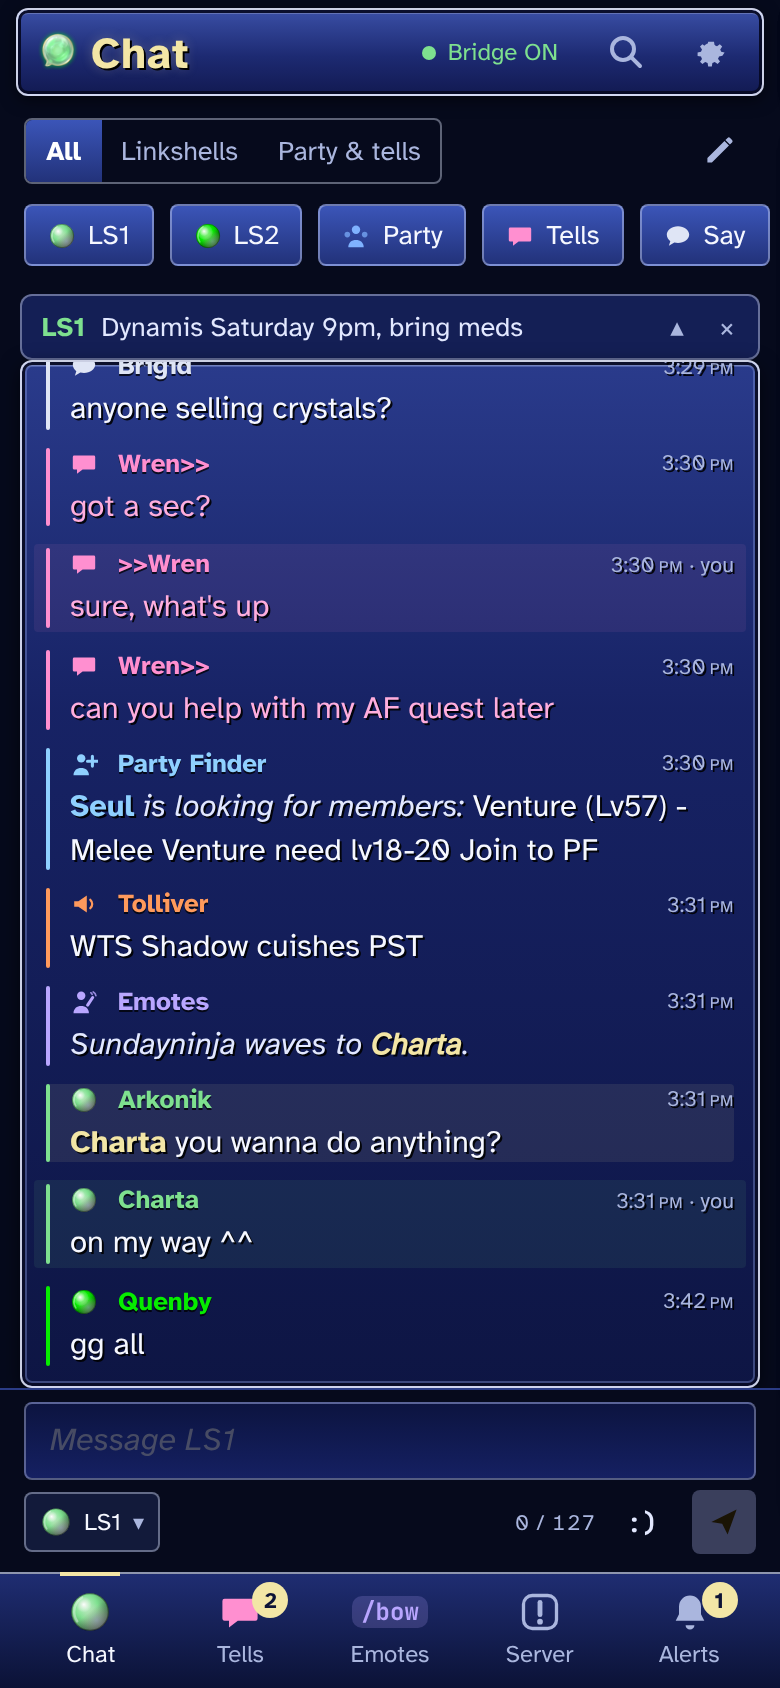 Chat
Bridge ON
All Linkshells Party & tells
LS1 LS2 Party Tells Say
LS1 Dynamis Saturday 9pm, bring meds ▲ ×
Brigid 3:29 PM
anyone selling crystals?
Wren>> 3:30 PM
got a sec?
>>Wren 3:30 PM · you
sure, what's up
Wren>> 3:30 PM
can you help with my AF quest later
Party Finder 3:30 PM
Seul is looking for members: Venture (Lv57) -
Melee Venture need lv18-20 Join to PF
Tolliver 3:31 PM
WTS Shadow cuishes PST
Emotes 3:31 PM
Sundayninja waves to Charta.
Arkonik 3:31 PM
Charta you wanna do anything?
Charta 3:31 PM · you
on my way ^^
Quenby 3:42 PM
gg all
Message LS1
LS1 ▾ 0 / 127 :)
2 /bow 1
Chat Tells Emotes Server Alerts